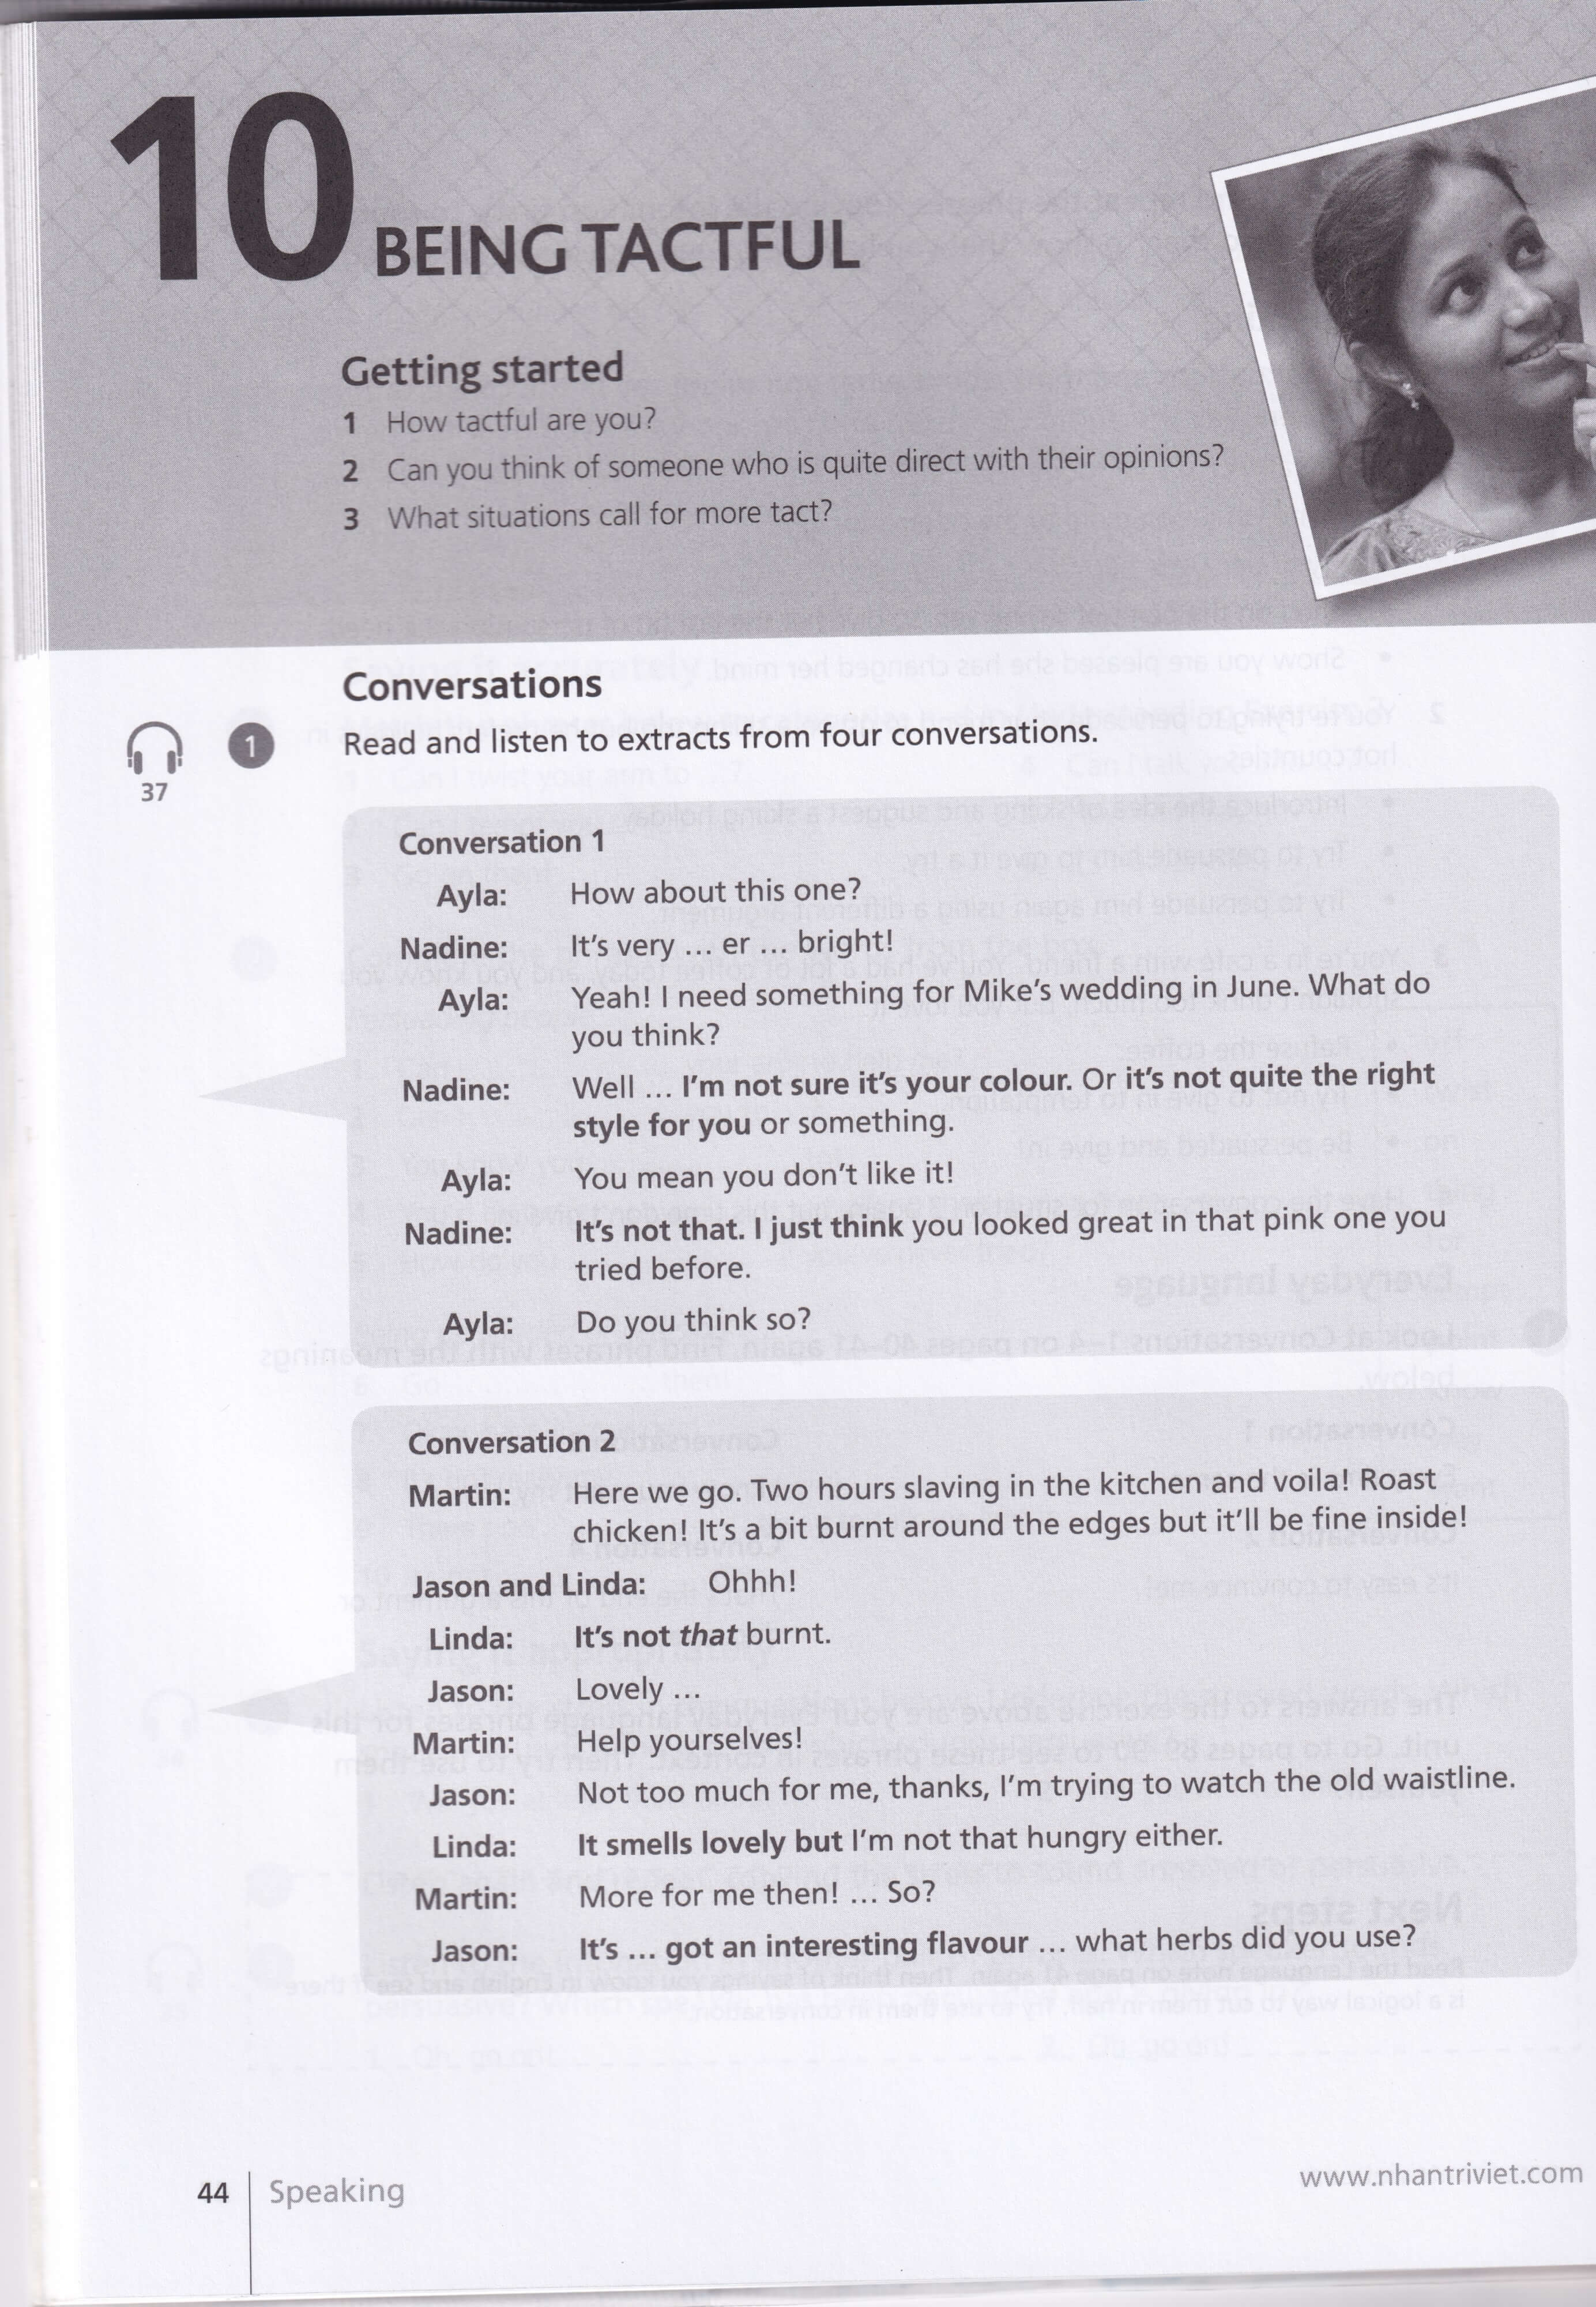 10 BEING TACTFUL
Getting started
1 How tactful are you?
2 Can you think of someone who is quite direct with their opinions?
3 What situations call for more tact?
Conversations
37
1 Read and listen to extracts from four conversations.
Conversation 1
Ayla: How about this one?
Nadine: It's very ... er ... bright!
Ayla: Yeah! I need something for Mike's wedding in June. What do
you think?
Nadine: Well ... I'm not sure it's your colour. Or it's not quite the right
style for you or something.
Ayla: You mean you don't like it!
Nadine: It's not that. I just think you looked great in that pink one you
tried before.
Ayla: Do you think so?
Conversation 2
Martin: Here we go. Two hours slaving in the kitchen and voila! Roast
chicken! It's a bit burnt around the edges but it'll be fine inside!
Jason and Linda: Ohhh!
Linda: It's not that burnt.
Jason: Lovely ...
Martin: Help yourselves!
Jason: Not too much for me, thanks, I'm trying to watch the old waistline.
Linda: It smells lovely but I'm not that hungry either.
Martin: More for me then! ... So?
Jason: It's ... got an interesting flavour ... what herbs did you use?
44 Speaking
www.nhantriviet.com